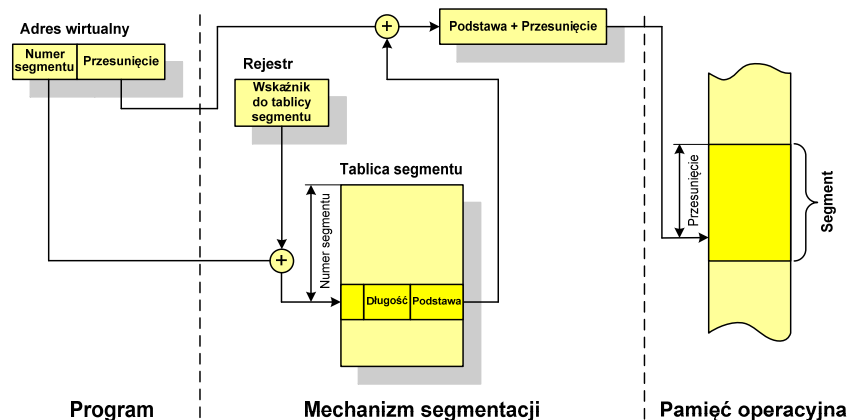 Adres wirtualny
Numer
segmentu
Przesunięcie
Rejestr
Wskaźnik
do tablicy
segmentu
+
Podstawa + Przesunięcie
Tablica segmentu
Numer segmentu
+
Długość
Podstawa
Przesunięcie
Segment
Program
Mechanizm segmentacji
Pamięć operacyjna